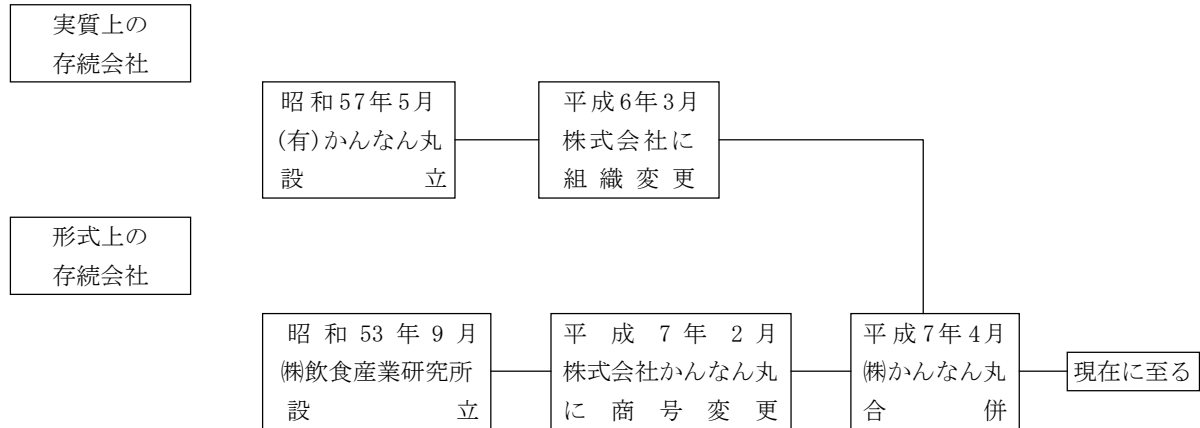 実質上の
存続会社
昭和57年5月
(有)かんなん丸
設立
平成6年3月
株式会社に
組織変更
形式上の
存続会社
昭和53年9月
㈱飲食産業研究所
設立
平成7年2月
株式会社かんなん丸
に商号変更
平成7年4月
㈱かんなん丸
合併
現在に至る